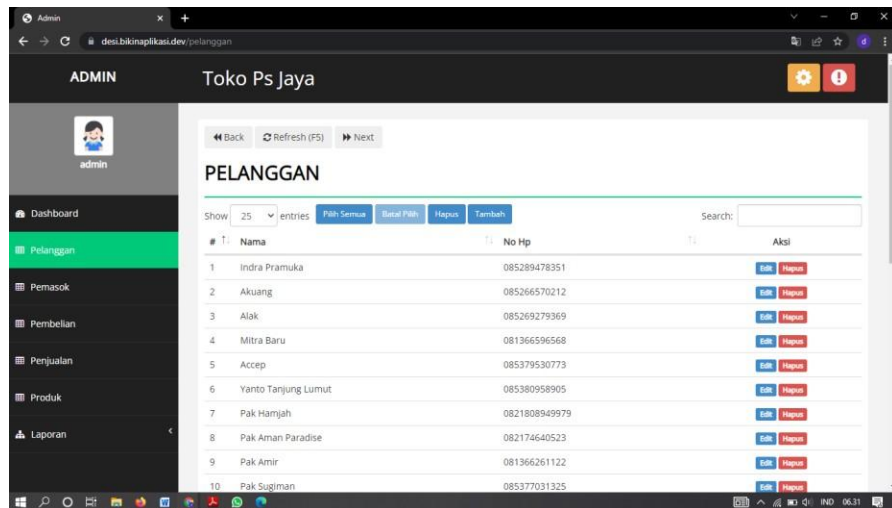 Admin
desi.bikinaplikasi.dev/pelanggan
d
ADMIN
Toko Ps Jaya
admin
Back Refresh (F5) Next
PELANGGAN
Dashboard
Pelanggan
Pemasok
Pembelian
Penjualan
Produk
Laporan
Show 25 entries Pilih Semua Batal Pilih Hapus Tambah Search:
# Nama No Hp Aksi
1 Indra Pramuka 085289478351 Edit Hapus
2 Akuang 085266570212 Edit Hapus
3 Alak 085269279369 Edit Hapus
4 Mitra Baru 081366596568 Edit Hapus
5 Accep 085379530773 Edit Hapus
6 Yanto Tanjung Lumut 085380958905 Edit Hapus
7 Pak Hamjah 0821808949979 Edit Hapus
8 Pak Aman Paradise 082174640523 Edit Hapus
9 Pak Amir 081366261122 Edit Hapus
10 Pak Sugiman 085377031325 Edit Hapus
IND 06.31